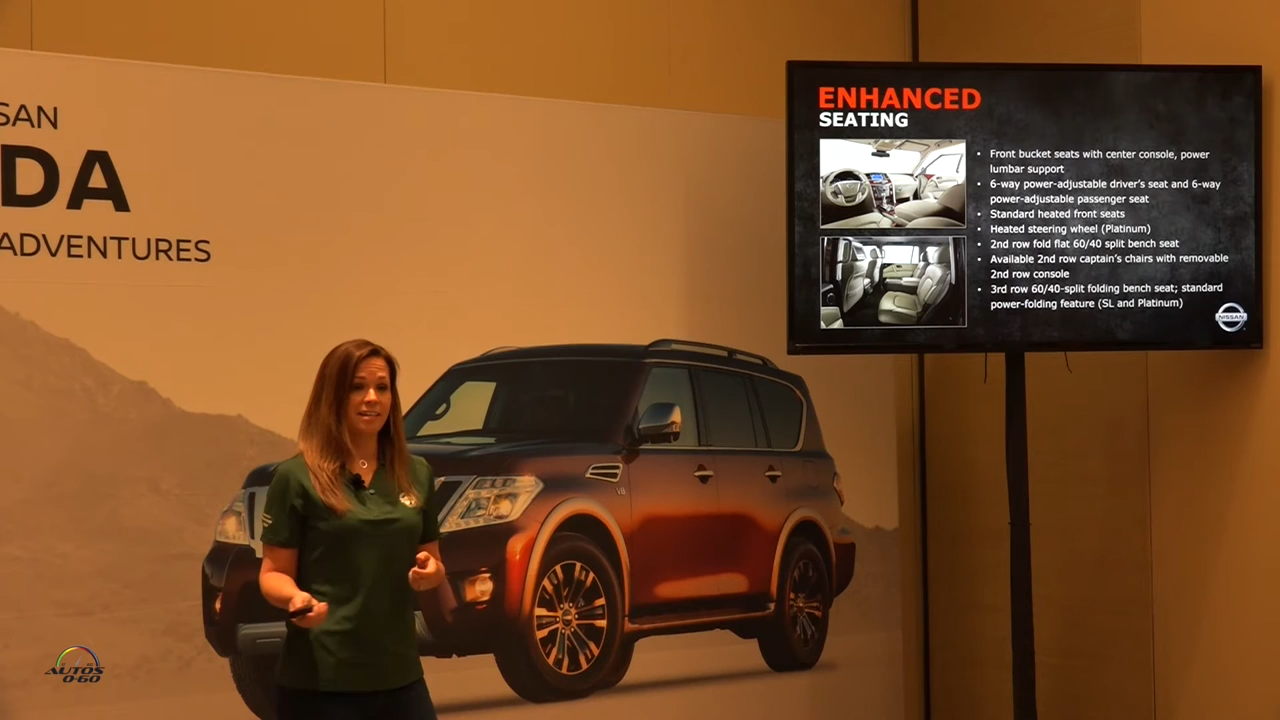 SAN
DA
ADVENTURES
ENHANCED
SEATING
• Front bucket seats with center console, power
lumbar support
• 6-way power-adjustable driver's seat and 6-way
power-adjustable passenger seat
• Standard heated front seats
• Heated steering wheel (Platinum)
• 2nd row fold flat 60/40 split bench seat
• Available 2nd row captain's chairs with removable
2nd row console
• 3rd row 60/40-split folding bench seat; standard
power-folding feature (SL and Platinum)
NISSAN
V8
AUTOS
0-60